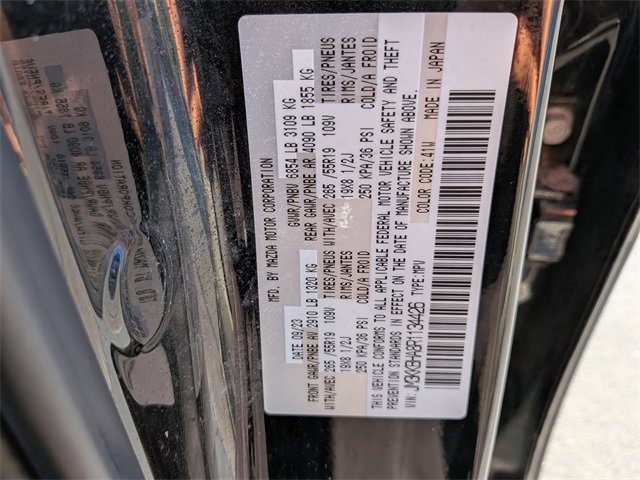 MFD. BY MAZDA MOTOR CORPORATION
DATE: 09/23 GVWR/PNBV 6854 LB 3109 KG
FRONT GAWR/PNBE AV 2910 LB 1320 KG REAR GAWR/PNBE AR 4090 LB 1855 KG
WITH/AVEC 265 /55R19 109V TIRES/PNEUS WITH/AVEC 265 /55R19 109V TIRES/PNEUS
19X8 1/2J RIMS/JANTES 19X8 1/2J RIMS/JANTES
250 KPA/36 PSI COLD/A FROID 250 KPA/36 PSI COLD/A FROID
THIS VEHICLE CONFORMS TO ALL APPLICABLE FEDERAL MOTOR VEHICLE SAFETY AND THEFT
PREVENTION STANDARDS IN EFFECT ON THE DATE OF MANUFACTURE SHOWN ABOVE.
VIN: TYPE: MPV COLOR CODE: 41W MADE IN JAPAN